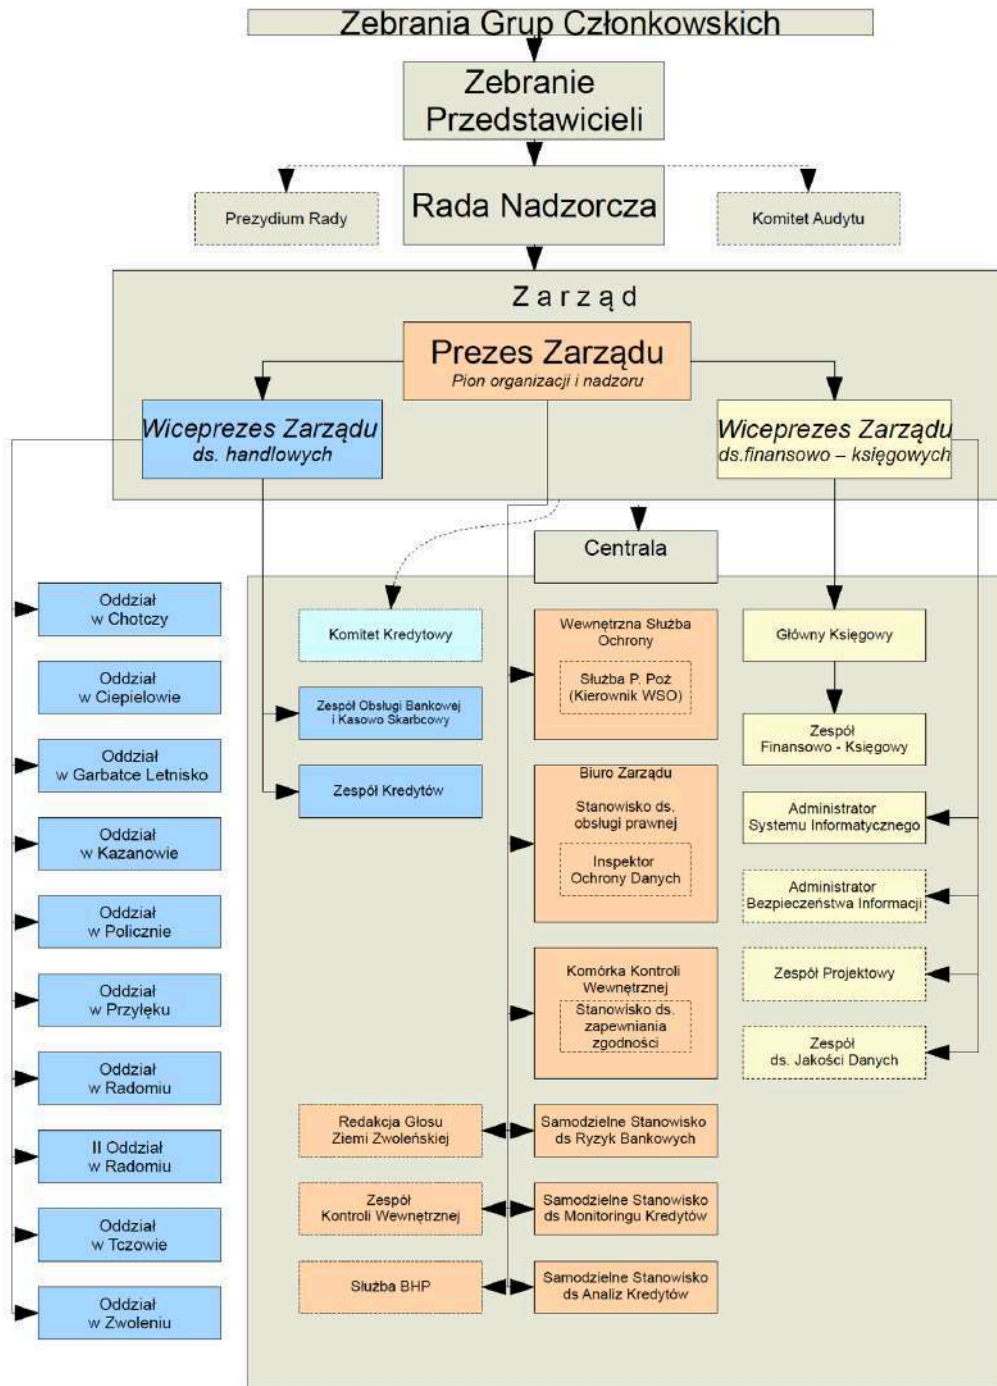 Zebrania Grup Członkowskich
Zebranie
Przedstawicieli
Prezydium Rady
Rada Nadzorcza
Komitet Audytu
Zarząd
Prezes Zarządu
Pion organizacji i nadzoru
Wiceprezes Zarządu
ds. handlowych
Wiceprezes Zarządu
ds.finansowo – księgowych
Centrala
Oddział
w Chotczy
Oddział
w Ciepielowie
Oddział
w Garbatce Letnisko
Oddział
w Kazanowie
Oddział
w Policznie
Oddział
w Przyłęku
Oddział
w Radomiu
II Oddział
w Radomiu
Oddział
w Tczowie
Oddział
w Zwoleniu
Komitet Kredytowy
Zespół Obsługi Bankowej
i Kasowo Skarbcowy
Zespół Kredytów
Redakcja Głosu
Ziemi Zwoleńskiej
Zespół
Kontroli Wewnętrznej
Służba BHP
Wewnętrzna Służba
Ochrony
Służba P. Poż
(Kierownik WSO)
Biuro Zarządu
Stanowisko ds.
obsługi prawnej
Inspektor
Ochrony Danych
Komórka Kontroli
Wewnętrznej
Stanowisko ds.
zapewniania
zgodności
Samodzielne Stanowisko
ds Ryzyk Bankowych
Samodzielne Stanowisko
ds Monitoringu Kredytów
Samodzielne Stanowisko
ds Analiz Kredytów
Główny Księgowy
Zespół
Finansowo - Księgowy
Administrator
Systemu Informatycznego
Administrator
Bezpieczeństwa Informacji
Zespół Projektowy
Zespół
ds. Jakości Danych